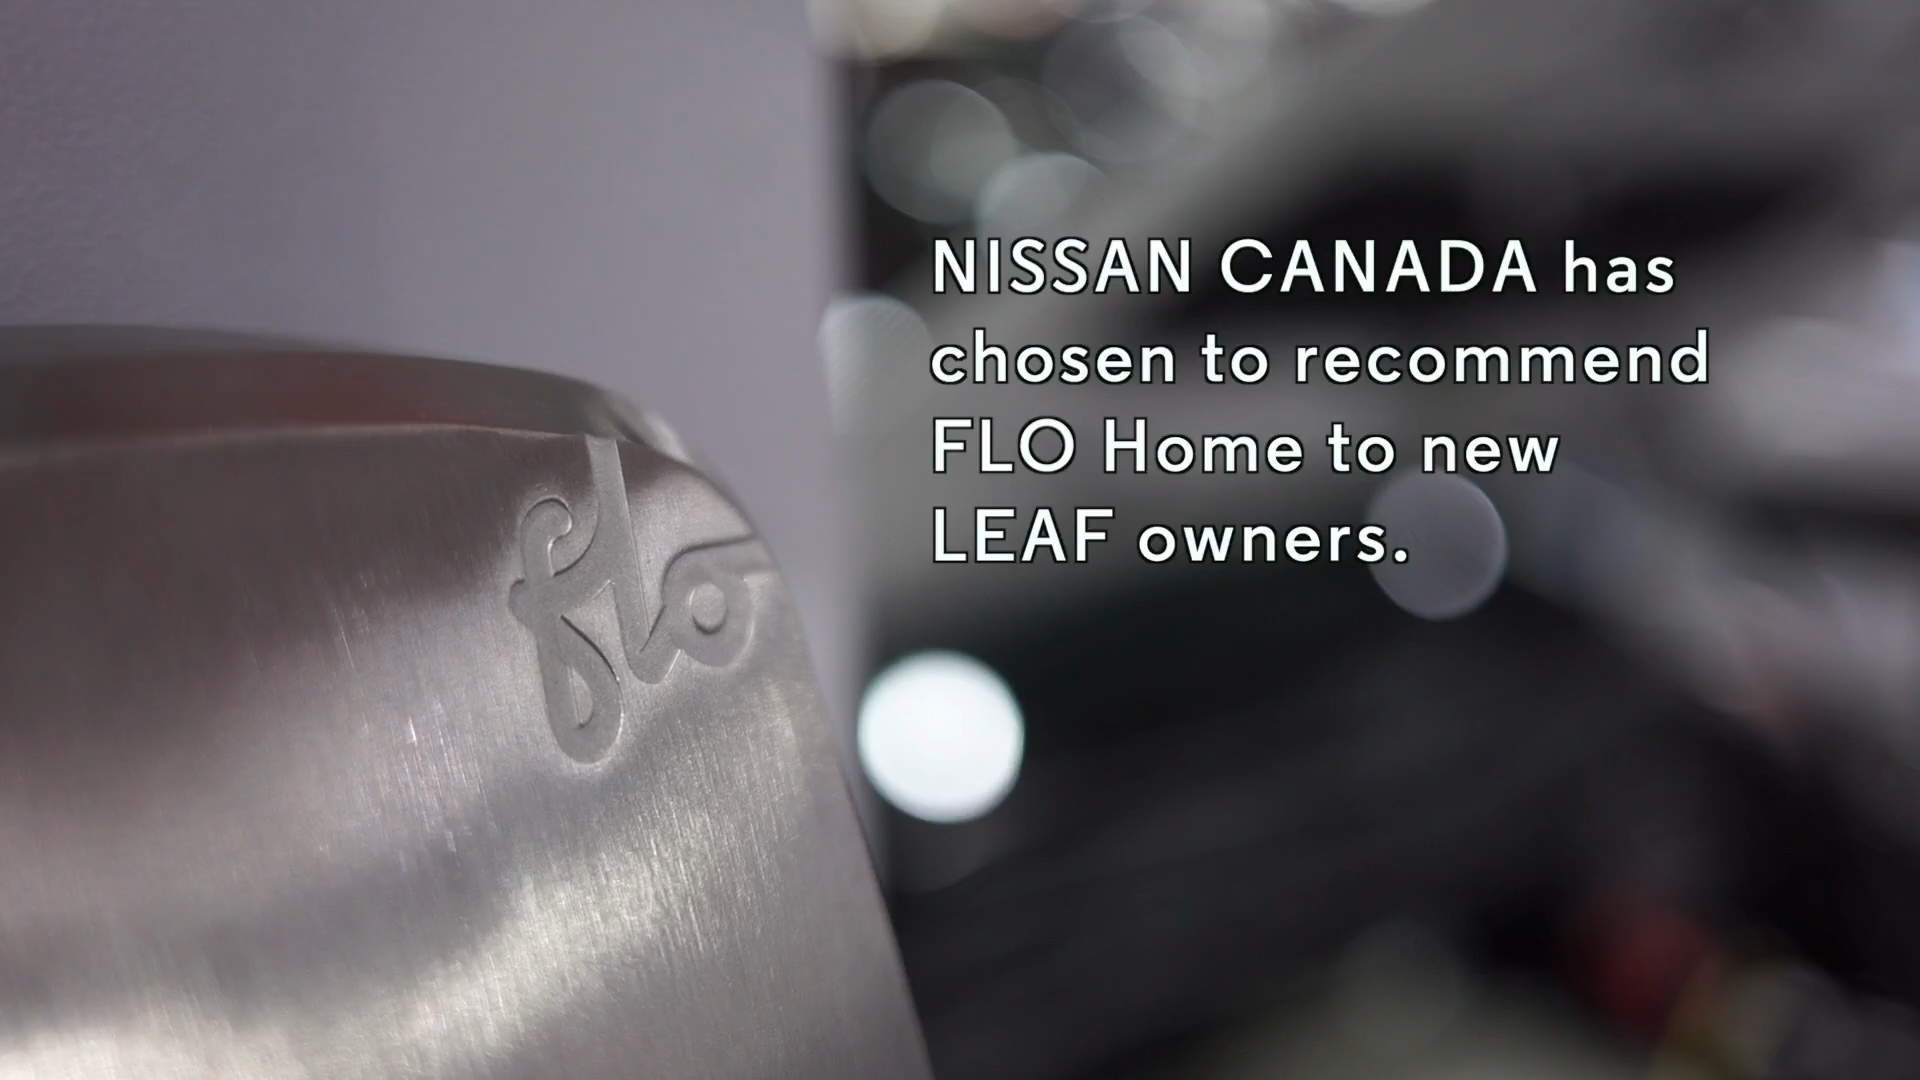 NISSAN CANADA has
chosen to recommend
FLO Home to new
LEAF owners.
flo